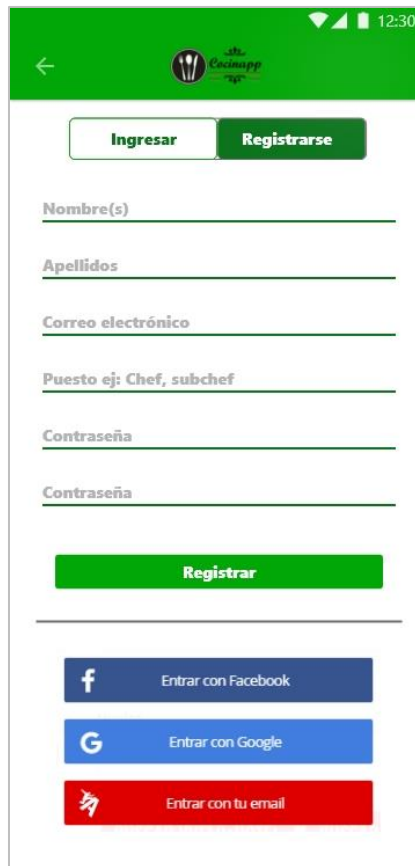 12:30
Cocinapp
Ingresar Registrarse
Nombre(s)
Apellidos
Correo electrónico
Puesto ej: Chef, subchef
Contraseña
Contraseña
Registrar
f Entrar con Facebook
G Entrar con Google
Entrar con tu email